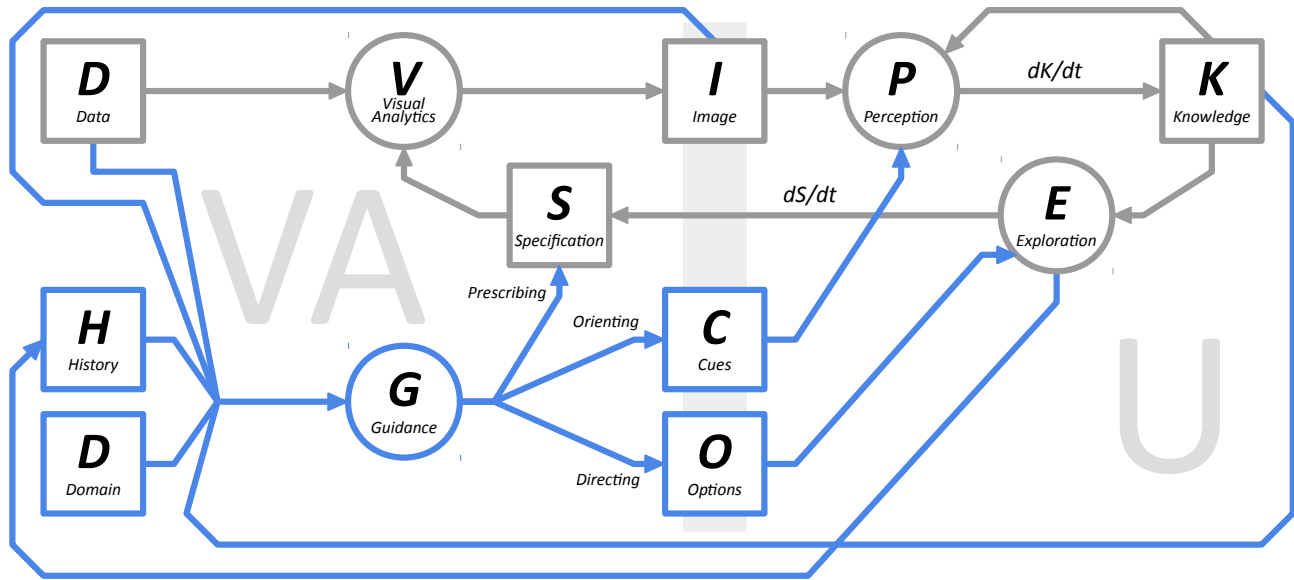 D
Data
V
Visual
Analytics
I
Image
P
Perception
dK/dt
K
Knowledge
VA
S
Specification
dS/dt
E
Exploration
Prescribing
H
History
Orienting
C
Cues
U
G
Guidance
D
Domain
Directing
O
Options